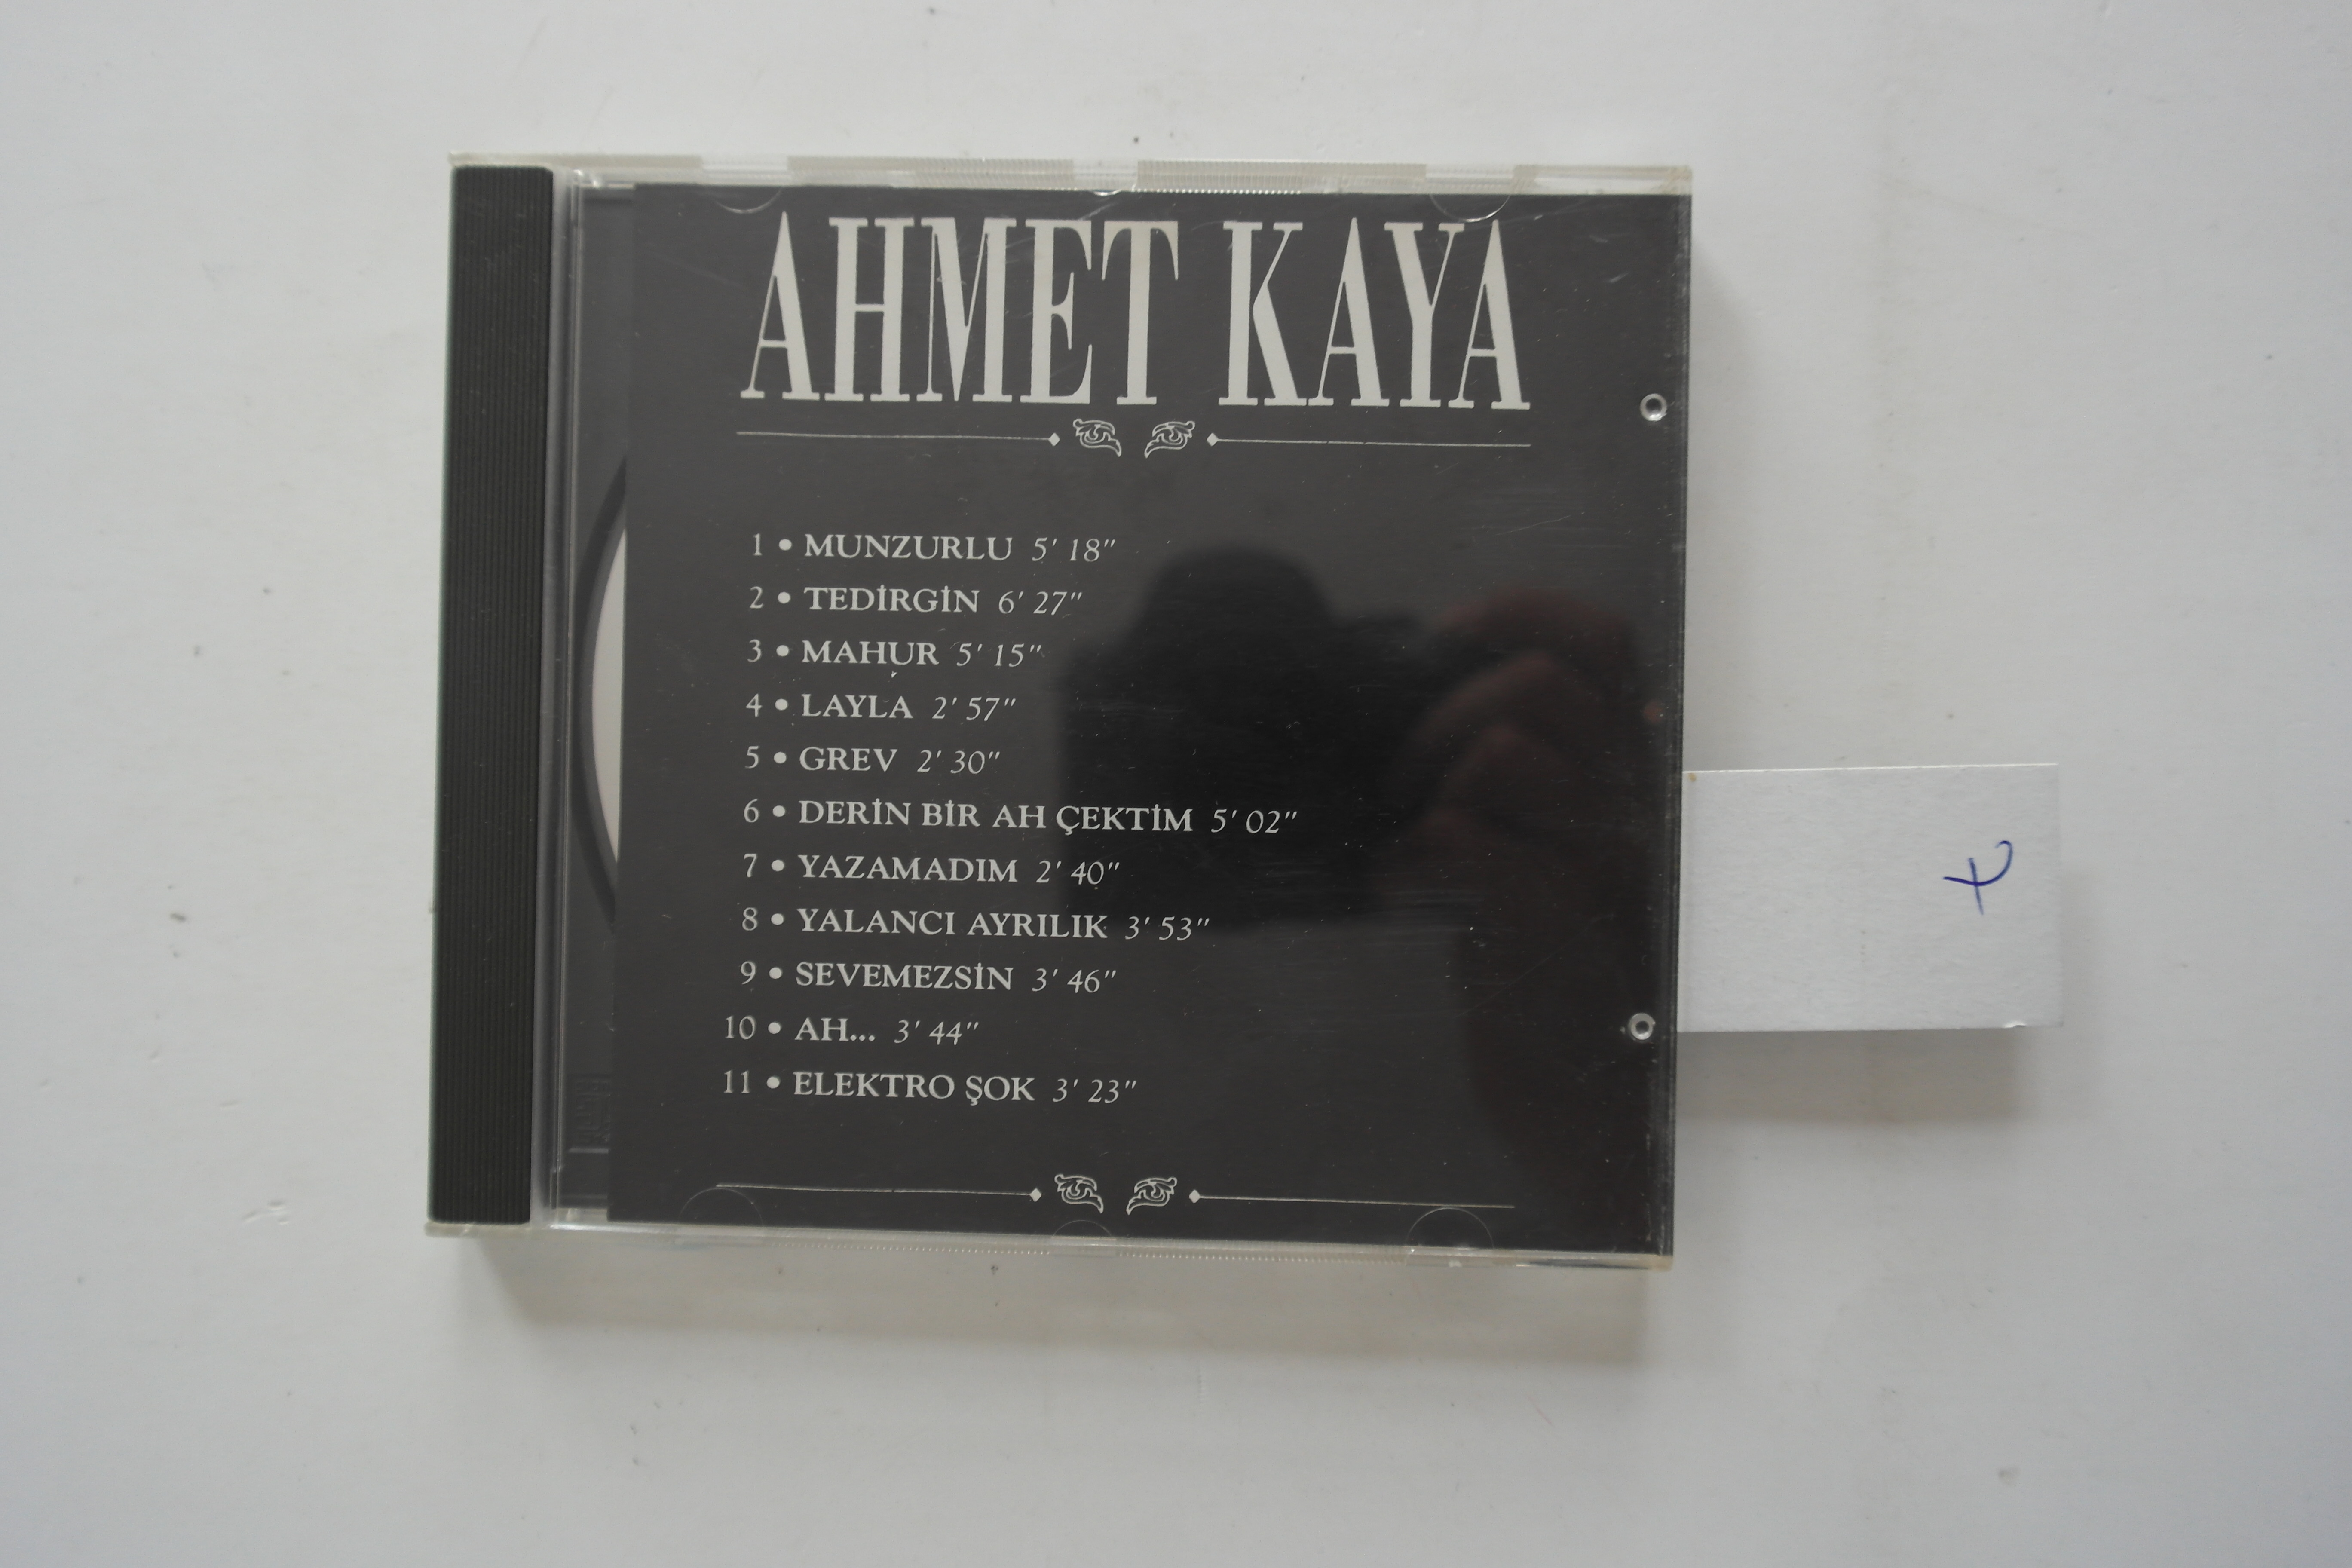 AHMET KAYA
1 • MUNZURLU 5' 18"
2 • TEDİRGİN 6' 27"
3 • MAHUR 5' 15"
4 • LAYLA 2' 57"
5 • GREV 2' 30"
6 • DERİN BİR AH ÇEKTİM 5' 02"
7 • YAZAMADIM 2' 40"
8 • YALANCI AYRILIK 3' 53"
9 • SEVEMEZSİN 3' 46"
10 • AH... 3' 44"
11 • ELEKTRO ŞOK 3' 23"